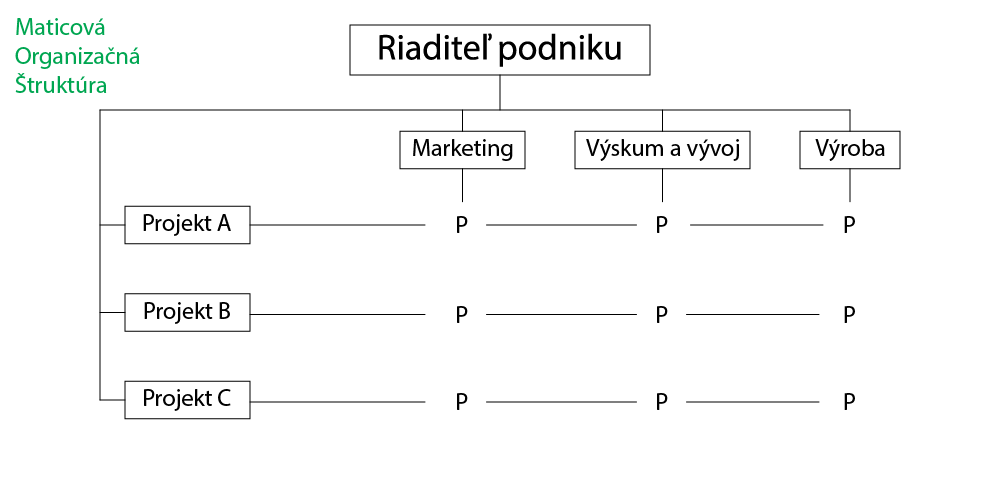 Maticová
Organizačná
Štruktúra
Riaditeľ podniku
Marketing
Výskum a vývoj
Výroba
Projekt A
P
P
P
Projekt B
P
P
P
Projekt C
P
P
P